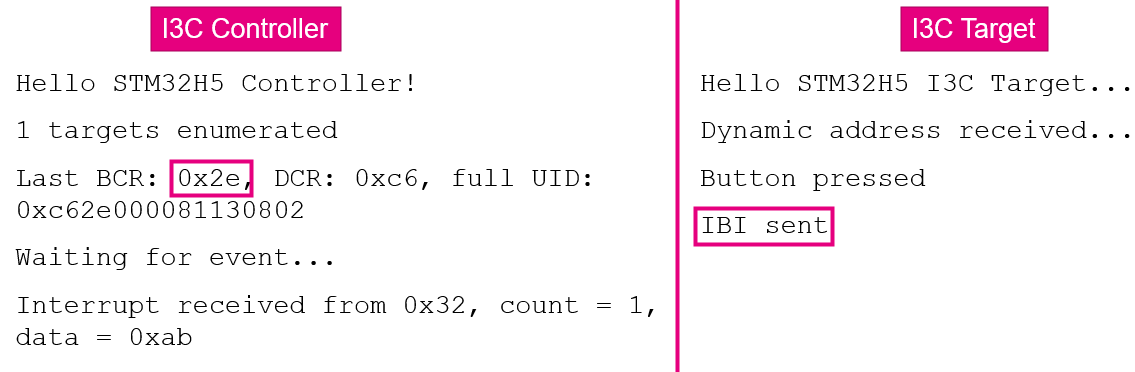 I3C Controller
Hello STM32H5 Controller!
1 targets enumerated
Last BCR: 0x2e, DCR: 0xc6, full UID:
0xc62e000081130802
Waiting for event...
Interrupt received from 0x32, count = 1,
data = 0xab
I3C Target
Hello STM32H5 I3C Target...
Dynamic address received...
Button pressed
IBI sent